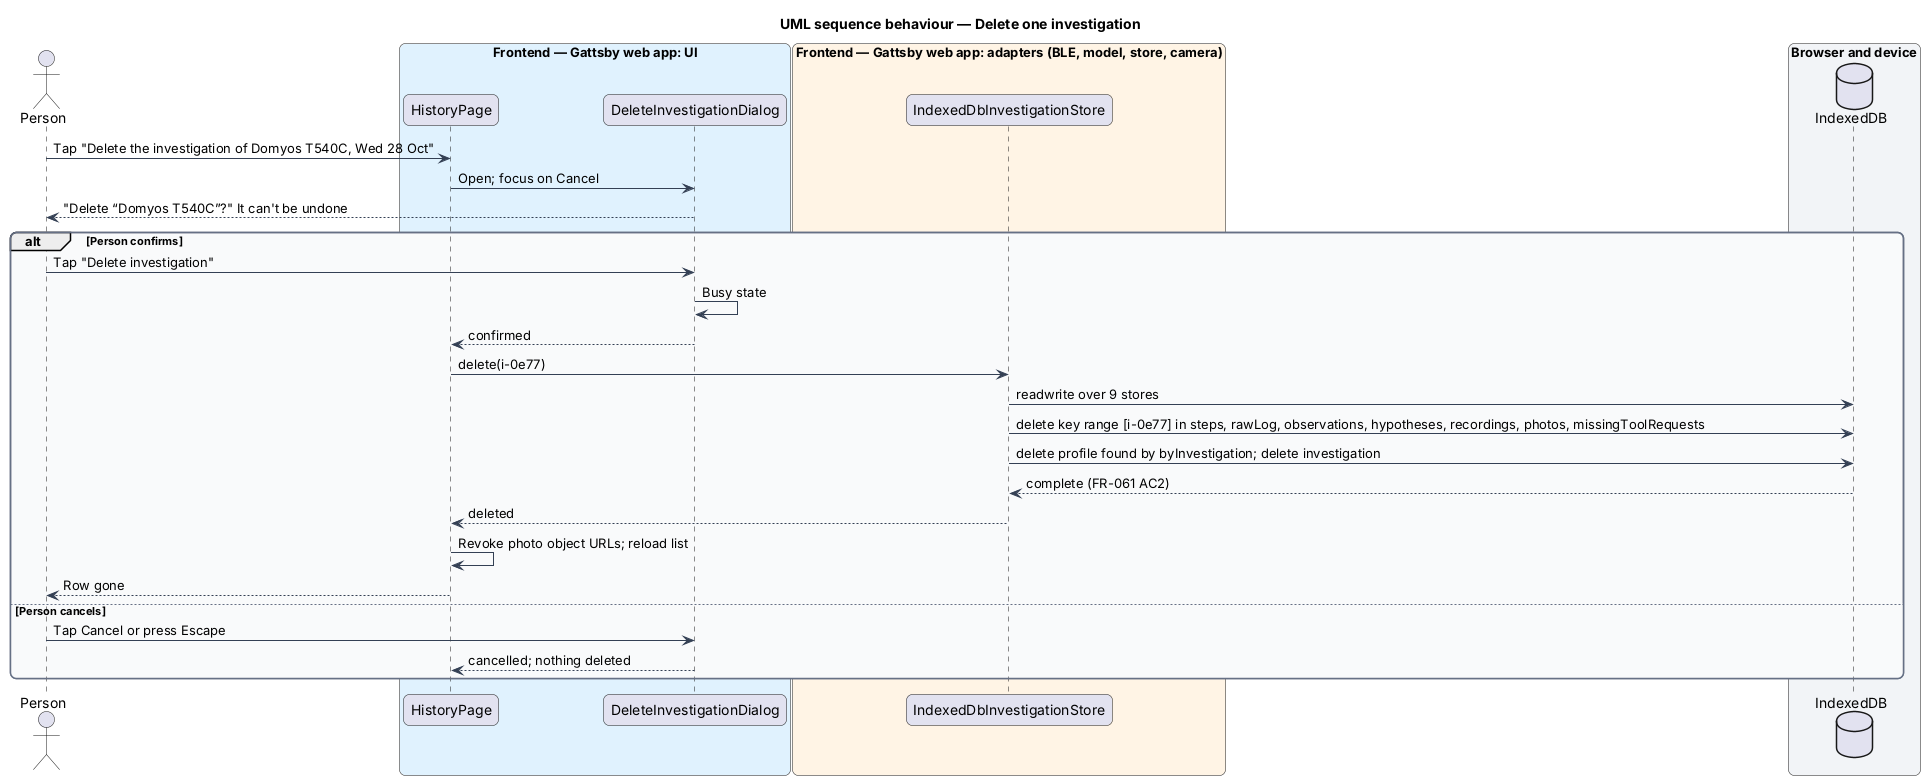 UML sequence behaviour — Delete one investigation
Frontend — Gattsby web app: UI
Frontend — Gattsby web app: adapters (BLE, model, store, camera)
Browser and device
Person
HistoryPage
DeleteInvestigationDialog
IndexedDbInvestigationStore
IndexedDB
Tap "Delete the investigation of Domyos T540C, Wed 28 Oct"
Open; focus on Cancel
"Delete “Domyos T540C”?" It can't be undone
alt [Person confirms]
Tap "Delete investigation"
Busy state
confirmed
delete(i-0e77)
readwrite over 9 stores
delete key range [i-0e77] in steps, rawLog, observations, hypotheses, recordings, photos, missingToolRequests
delete profile found by byInvestigation; delete investigation
complete (FR-061 AC2)
deleted
Revoke photo object URLs; reload list
Row gone
[Person cancels]
Tap Cancel or press Escape
cancelled; nothing deleted
Person
HistoryPage
DeleteInvestigationDialog
IndexedDbInvestigationStore
IndexedDB